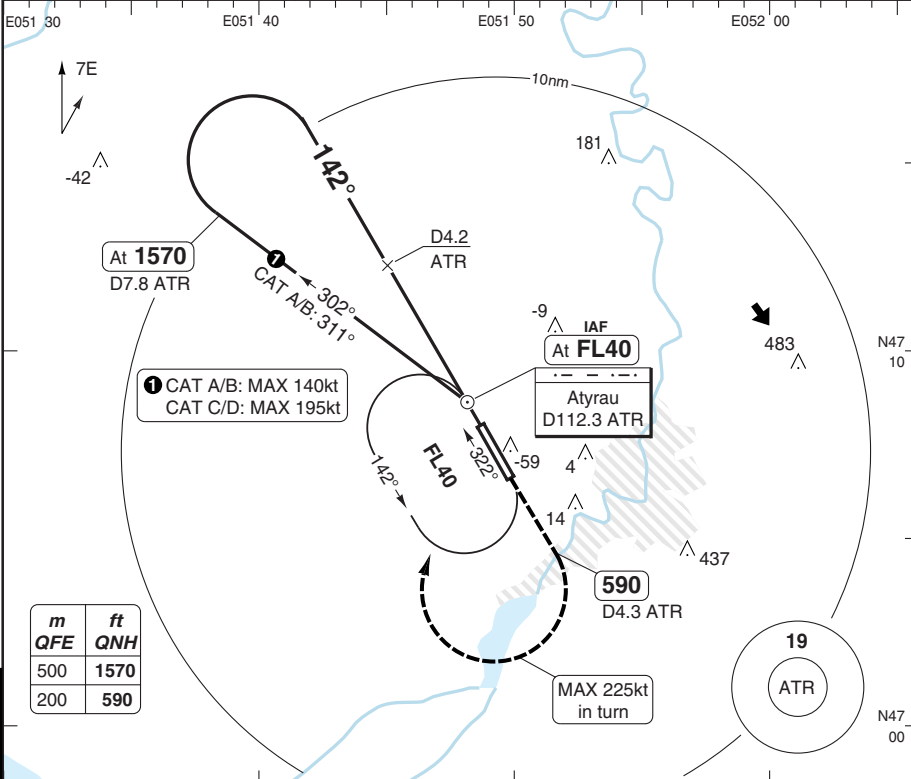 E051 30
E051 40
E051 50
E052 00
7E
10nm
-42
181
142°
D4.2
ATR
At 1570
D7.8 ATR
1
302°
CAT A/B: 311°
-9
IAF
At FL40
483
N47
10
1 CAT A/B: MAX 140kt
CAT C/D: MAX 195kt
Atyrau
D112.3 ATR
FL40
142°
322°
-59
4
14
437
590
D4.3 ATR
m ft
QFE QNH
500 1570
200 590
MAX 225kt
in turn
19
ATR
N47
00